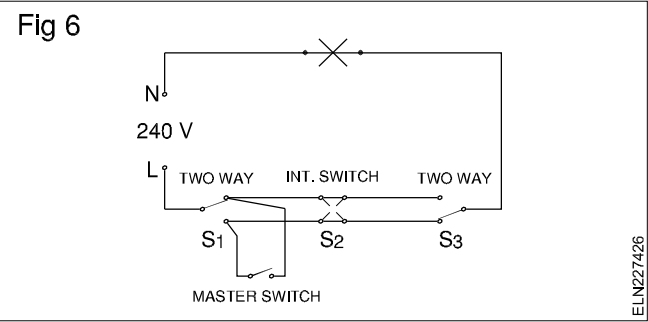 Fig 6
N
240 V
L
TWO WAY INT. SWITCH TWO WAY
S1 S2 S3
MASTER SWITCH
ELN227426